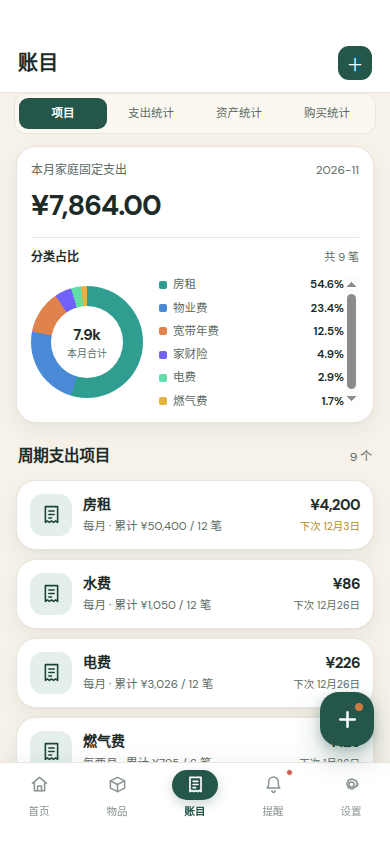 账目
项目 支出统计 资产统计 购买统计
本月家庭固定支出 2026-11
¥7,864.00
分类占比 共 9 笔
7.9k
本月合计
房租 54.6%
物业费 23.4%
宽带年费 12.5%
家财险 4.9%
电费 2.9%
燃气费 1.7%
周期支出项目 9 个
房租 ¥4,200
每月 · 累计 ¥50,400 / 12 笔 下次 12月3日
水费 ¥86
每月 · 累计 ¥1,050 / 12 笔 下次 12月26日
电费 ¥226
每月 · 累计 ¥3,026 / 12 笔 下次 12月26日
燃气费
首页 物品 账目 提醒 设置